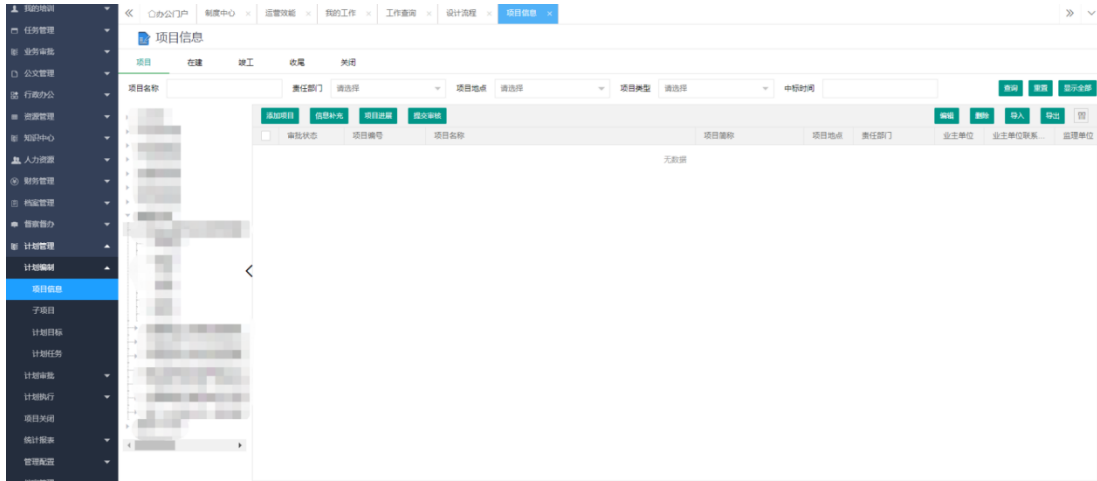 我的培训
任务管理
业务审批
公文管理
行政办公
资源管理
知识中心
人力资源
财务管理
档案管理
督察督办
计划管理
计划编制
项目信息
子项目
计划目标
计划任务
计划审批
计划执行
项目关闭
统计报表
管理配置
办公门户 制度中心 × 运营效能 × 我的工作 × 工作查询 × 设计流程 × 项目信息 ×
项目信息
项目 在建 竣工 收尾 关闭
项目名称 责任部门 请选择 项目地点 请选择 项目类型 请选择 中标时间 查询 重置 显示全部
添加项目 信息补充 项目进展 提交审核 编辑 删除 导入 导出
审批状态 项目编号 项目名称 项目简称 项目地点 责任部门 业主单位 业主单位联系... 监理单位
无数据